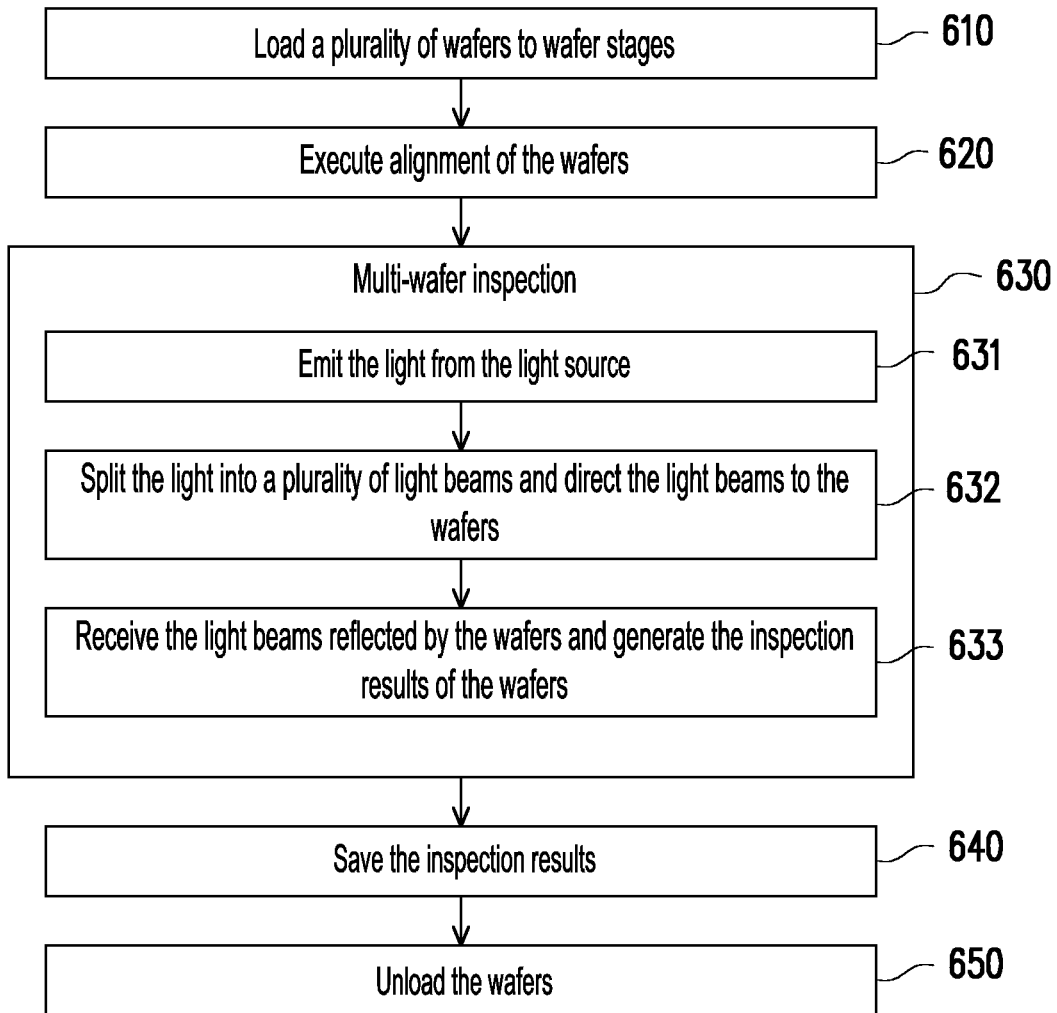 Load a plurality of wafers to wafer stages
610
Execute alignment of the wafers
620
Multi-wafer inspection
630
Emit the light from the light source
631
Split the light into a plurality of light beams and direct the light beams to the
wafers
632
Receive the light beams reflected by the wafers and generate the inspection
results of the wafers
633
Save the inspection results
640
Unload the wafers
650